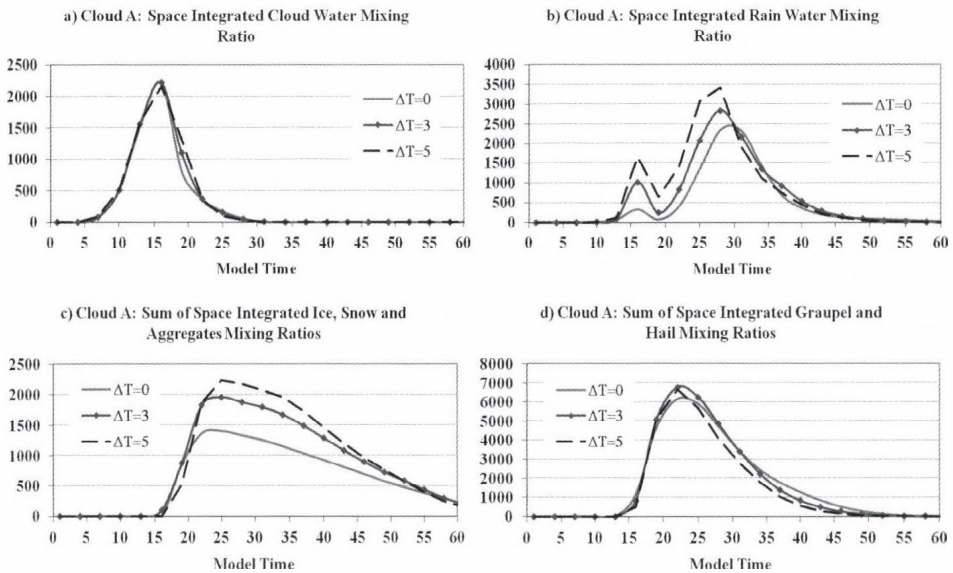 a) Cloud A: Space Integrated Cloud Water Mixing
Ratio
2500
2000
1500
1000
500
0
ΔT=0
ΔT=3
ΔT=5
0 5 10 15 20 25 30 35 40 45 50 55 60
Model Time
b) Cloud A: Space Integrated Rain Water Mixing
Ratio
4000
3500
3000
2500
2000
1500
1000
500
0
ΔT=0
ΔT=3
ΔT=5
0 5 10 15 20 25 30 35 40 45 50 55 60
Model Time
c) Cloud A: Sum of Space Integrated Ice, Snow and
Aggregates Mixing Ratios
2500
2000
1500
1000
500
0
ΔT=0
ΔT=3
ΔT=5
0 5 10 15 20 25 30 35 40 45 50 55 60
Model Time
d) Cloud A: Sum of Space Integrated Graupel and
Hail Mixing Ratios
8000
7000
6000
5000
4000
3000
2000
1000
0
ΔT=0
ΔT=3
ΔT=5
0 5 10 15 20 25 30 35 40 45 50 55 60
Model Time